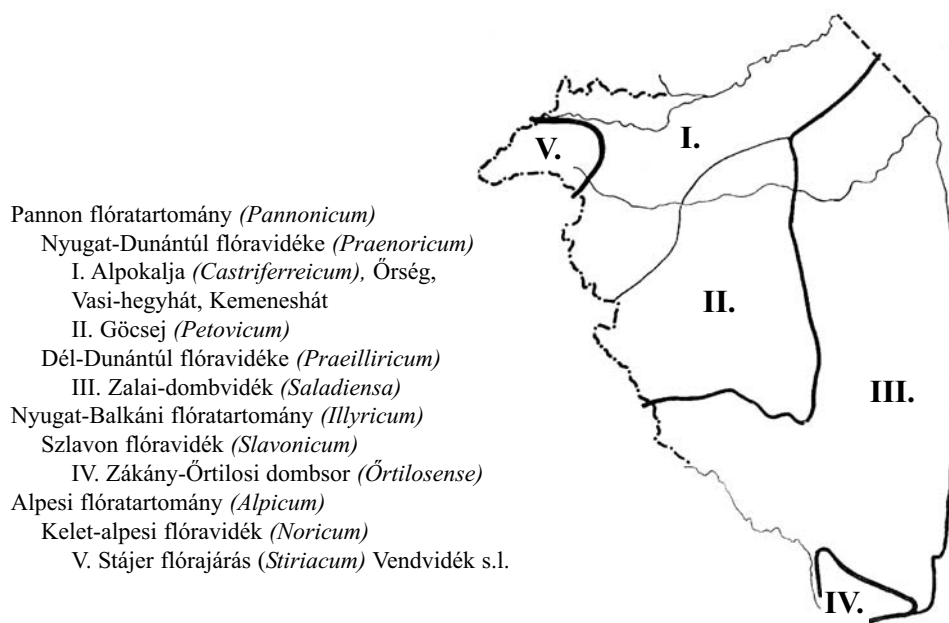 Pannon flóratartomány (Pannonicum)
Nyugat-Dunántúl flóravidéke (Praenoricum)
I. Alpokalja (Castriferreicum), Őrség,
Vasi-hegyhát, Kemeneshát
II. Göcsej (Petovicum)
Dél-Dunántúl flóravidéke (Praeilliricum)
III. Zalai-dombvidék (Saladiensa)
Nyugat-Balkáni flóratartomány (Illyricum)
Szlavon flóravidék (Slavonicum)
IV. Zákány-Őrtilosi dombsor (Őrtilosense)
Alpesi flóratartomány (Alpicum)
Kelet-alpesi flóravidék (Noricum)
V. Stájer flórajárás (Stiriacum) Vendvidék s.l.
I.
V.
II.
III.
IV.